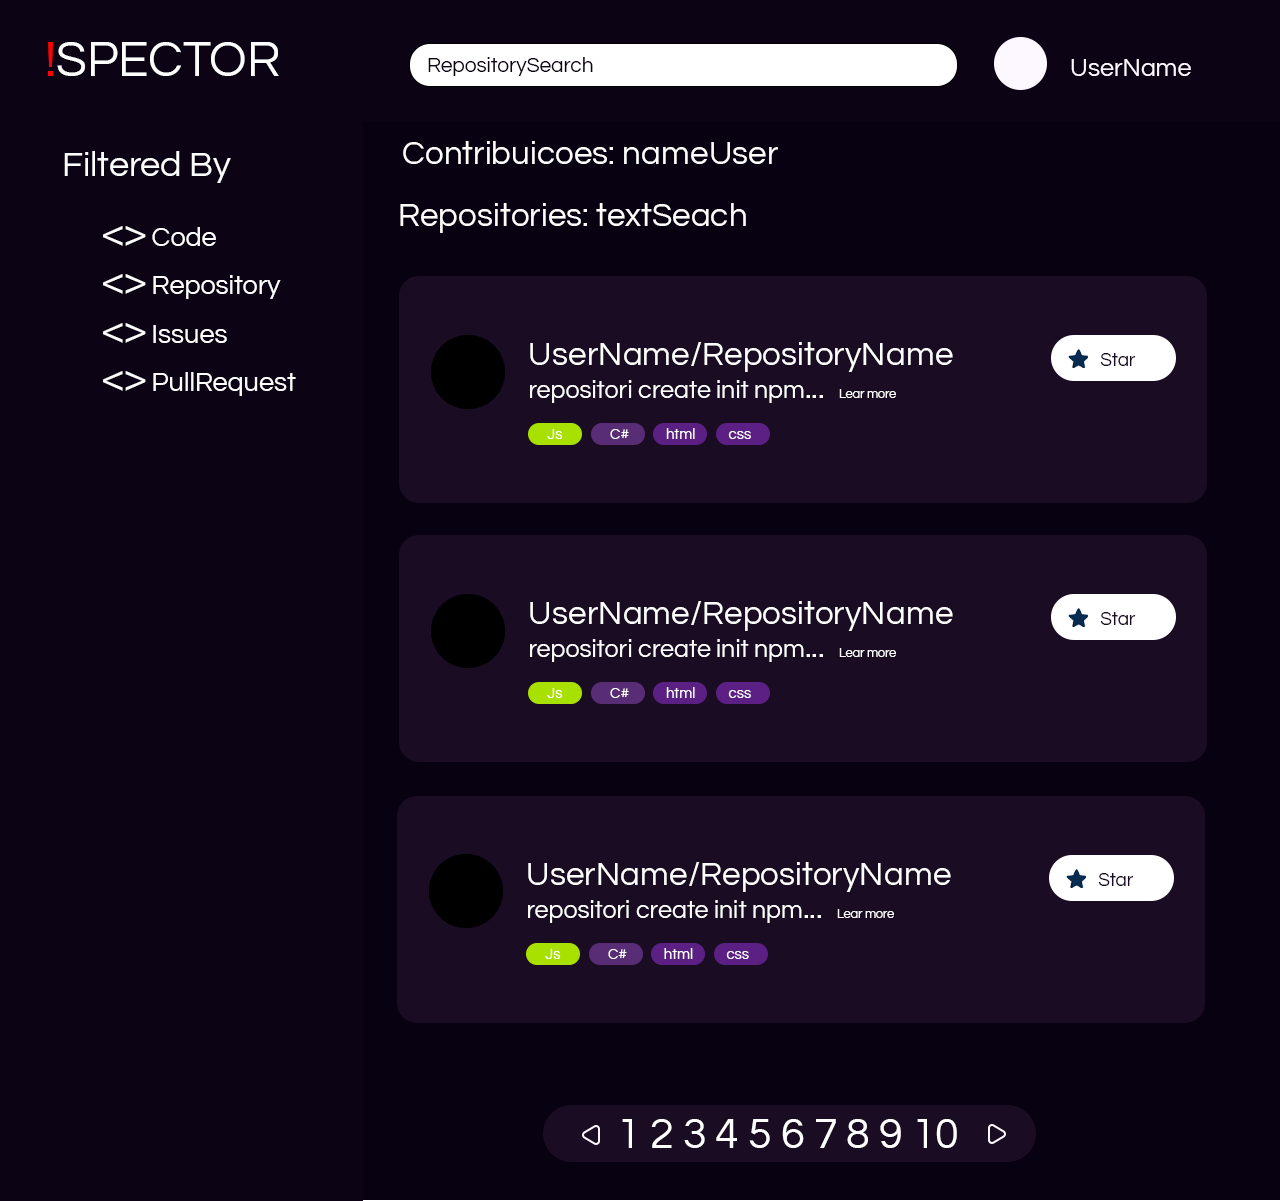 !SPECTOR
RepositorySearch
UserName
Filtered By
<> Code
<> Repository
<> Issues
<> PullRequest
Contribuicoes: nameUser
Repositories: textSeach
UserName/RepositoryName
Star
repositori create init npm... Lear more
Js C# html css
UserName/RepositoryName
Star
repositori create init npm... Lear more
Js C# html css
UserName/RepositoryName
Star
repositori create init npm... Lear more
Js C# html css
1 2 3 4 5 6 7 8 9 10